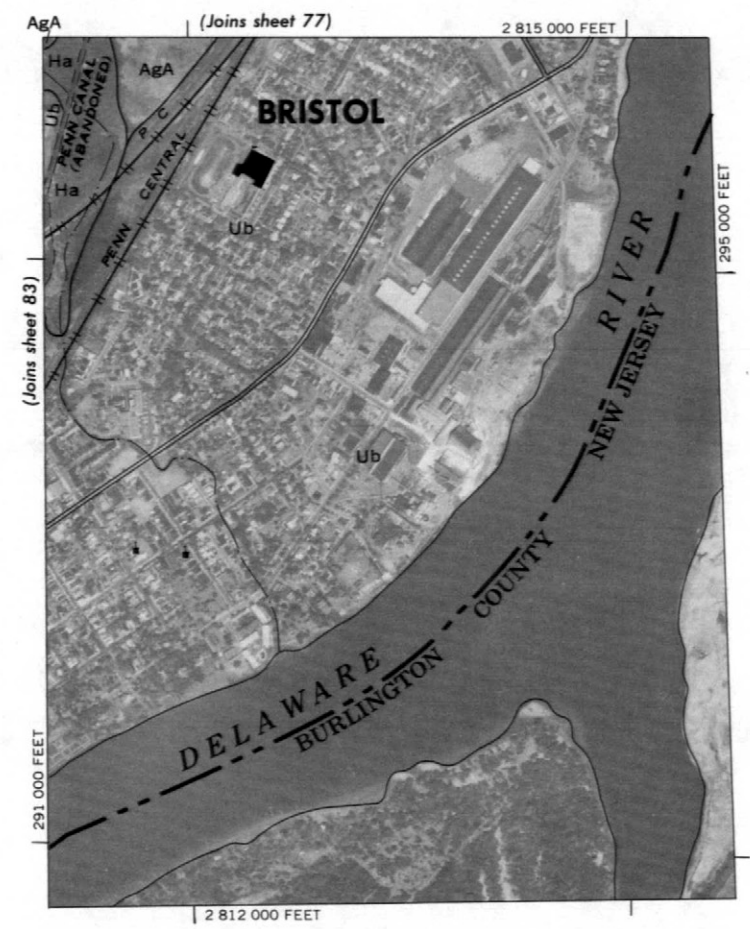 AgA
(Joins sheet 77)
2 815 000 FEET
Ha
AgA
Ub
PENN CANAL
(ABANDONED)
P C
BRISTOL
PENN CENTRAL
Ha
Ub
295 000 FEET
RIVER
(Joins sheet 83)
NEW JERSEY
Ub
COUNTY
DELAWARE
BURLINGTON
291 000 FEET
2 812 000 FEET